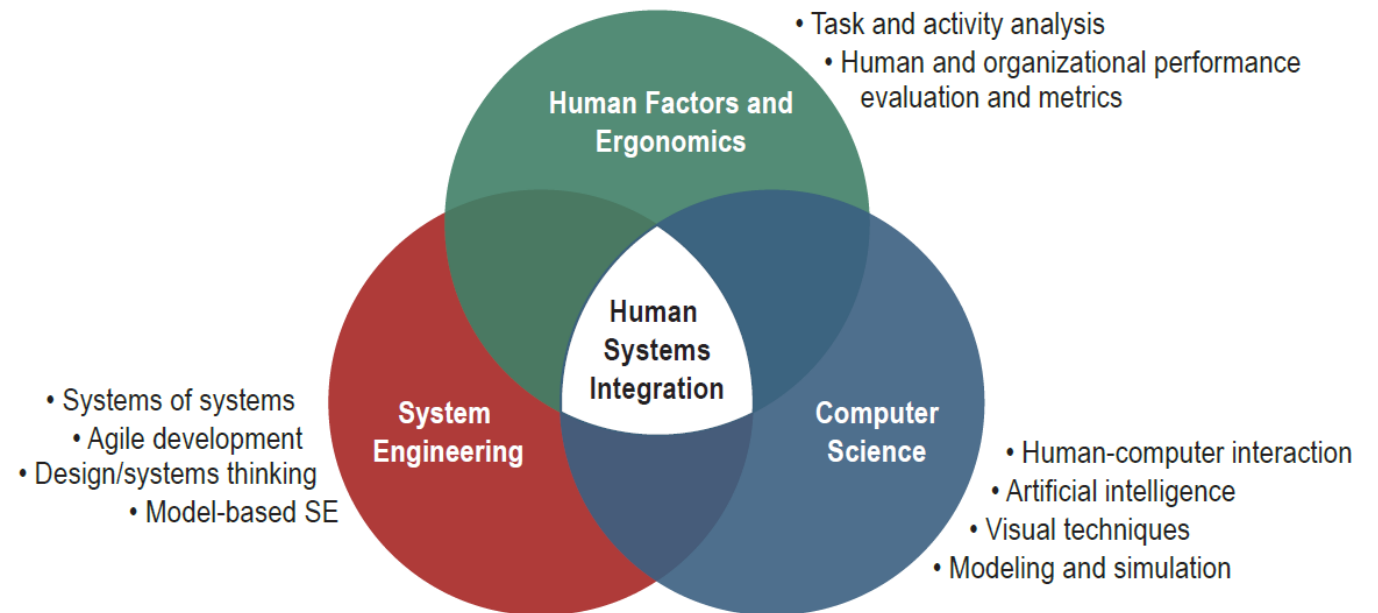 • Task and activity analysis
• Human and organizational performance
evaluation and metrics
Human Factors and
Ergonomics
Human
Systems
Integration
System
Engineering
Computer
Science
• Systems of systems
• Agile development
• Design/systems thinking
• Model-based SE
• Human-computer interaction
• Artificial intelligence
• Visual techniques
• Modeling and simulation